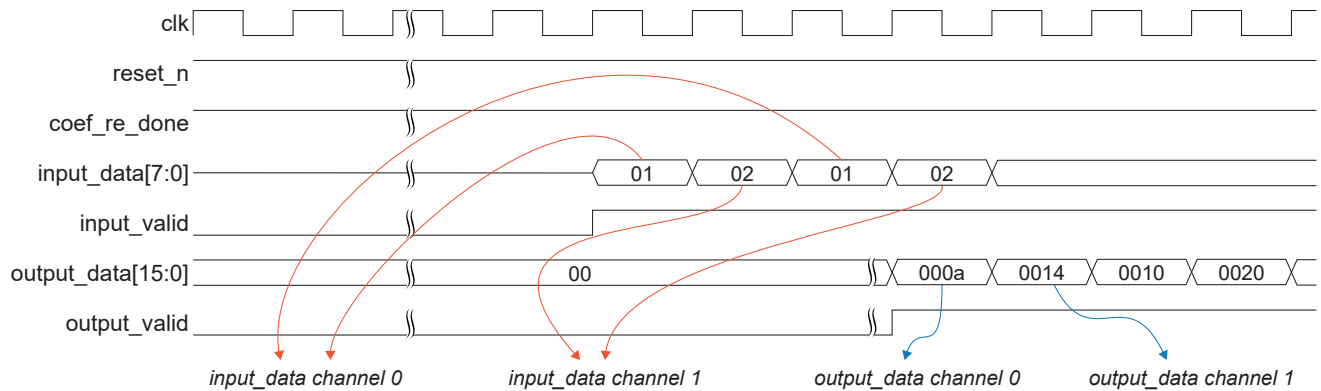 clk
reset_n
coef_re_done
input_data[7:0] 01 02 01 02
input_valid
output_data[15:0] 00 000a 0014 0010 0020
output_valid
input_data channel 0 input_data channel 1 output_data channel 0 output_data channel 1